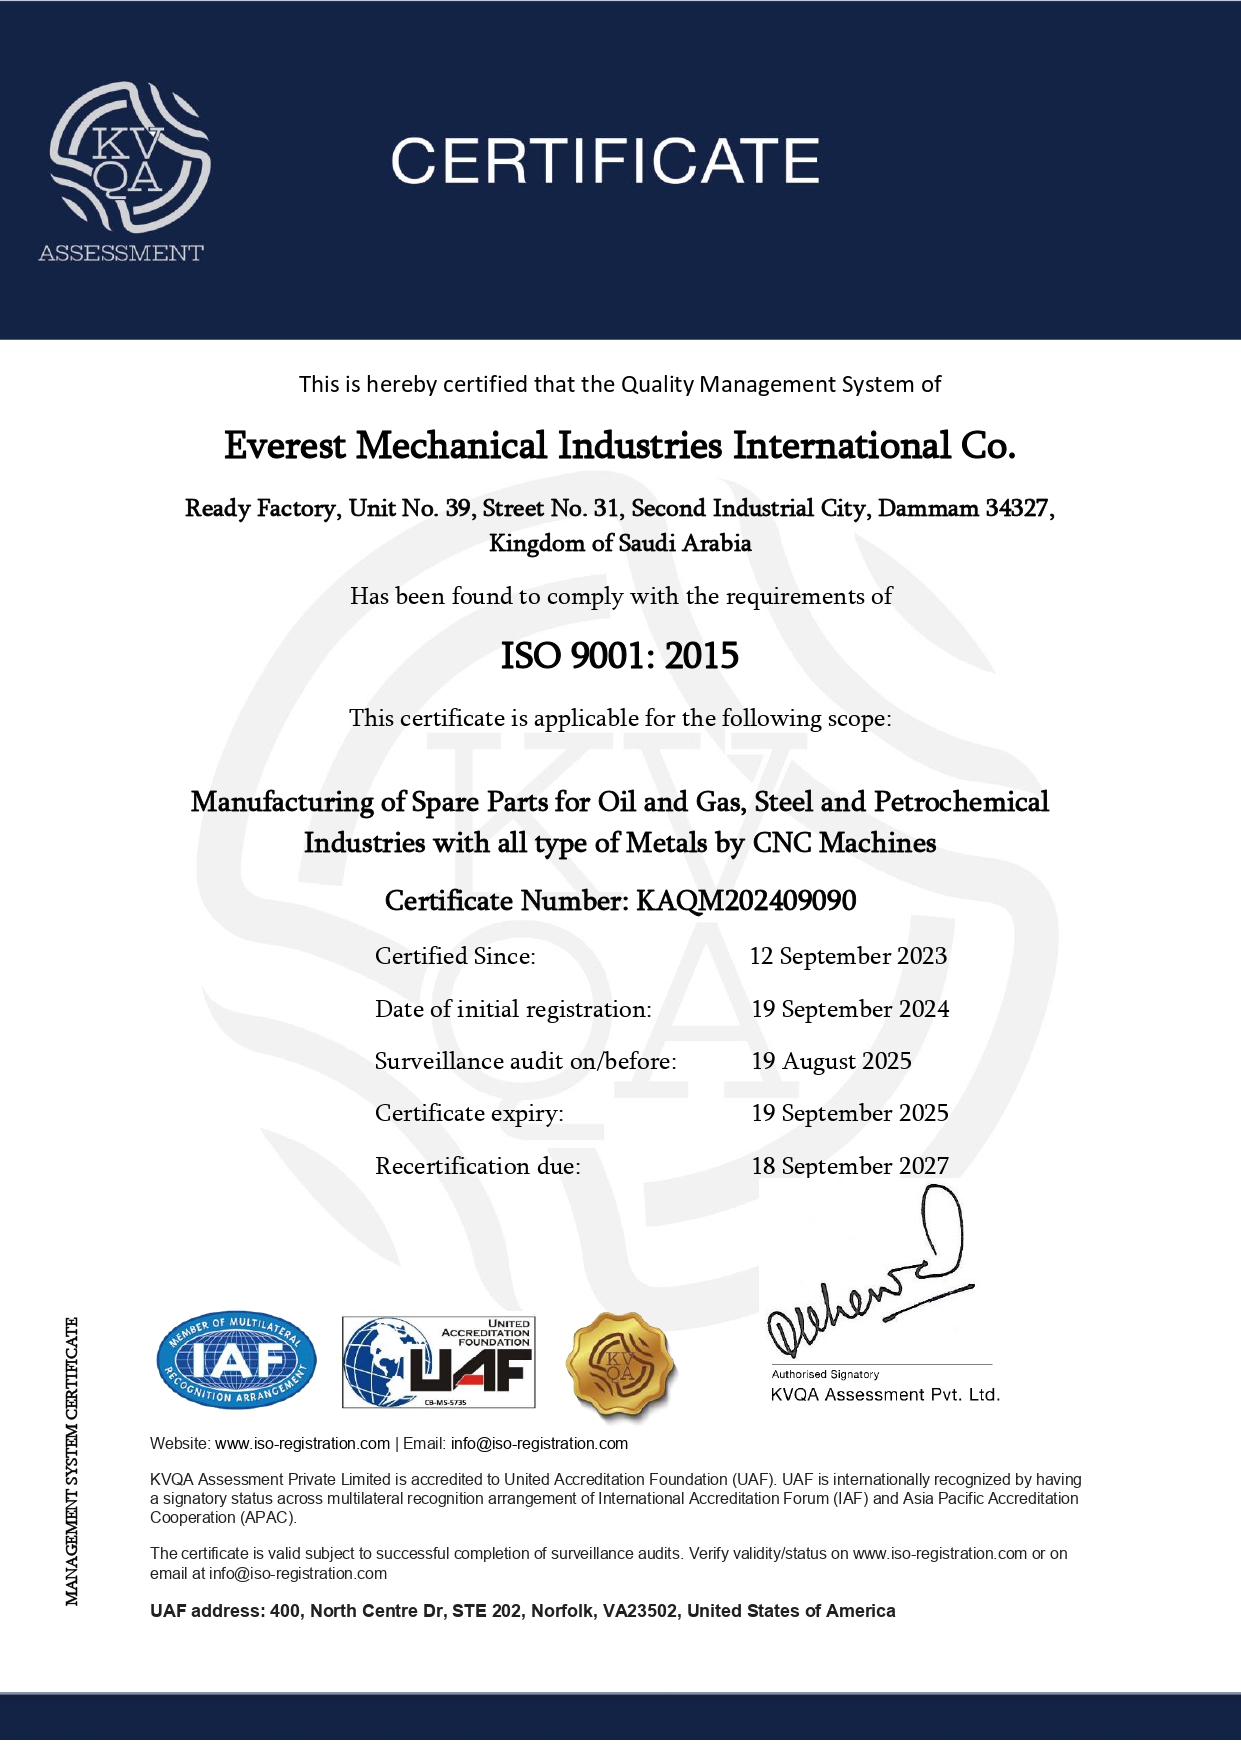 KV
QA
ASSESSMENT
CERTIFICATE
This is hereby certified that the Quality Management System of
Everest Mechanical Industries International Co.
Ready Factory, Unit No. 39, Street No. 31, Second Industrial City, Dammam 34327,
Kingdom of Saudi Arabia
Has been found to comply with the requirements of
ISO 9001: 2015
This certificate is applicable for the following scope:
Manufacturing of Spare Parts for Oil and Gas, Steel and Petrochemical
Industries with all type of Metals by CNC Machines
Certificate Number: KAQM202409090
Certified Since: 12 September 2023
Date of initial registration: 19 September 2024
Surveillance audit on/before: 19 August 2025
Certificate expiry: 19 September 2025
Recertification due: 18 September 2027
KV
QA
MEMBER OF MULTILATERAL
IAF
RECOGNITION ARRANGEMENT
UNITED
ACCREDITATION
FOUNDATION
UAF
CB-MS-5735
KV
QA
Authorised Signatory
KVQA Assessment Pvt. Ltd.
MANAGEMENT SYSTEM CERTIFICATE
Website: www.iso-registration.com | Email: info@iso-registration.com
KVQA Assessment Private Limited is accredited to United Accreditation Foundation (UAF). UAF is internationally recognized by having
a signatory status across multilateral recognition arrangement of International Accreditation Forum (IAF) and Asia Pacific Accreditation
Cooperation (APAC).
The certificate is valid subject to successful completion of surveillance audits. Verify validity/status on www.iso-registration.com or on
email at info@iso-registration.com
UAF address: 400, North Centre Dr, STE 202, Norfolk, VA23502, United States of America